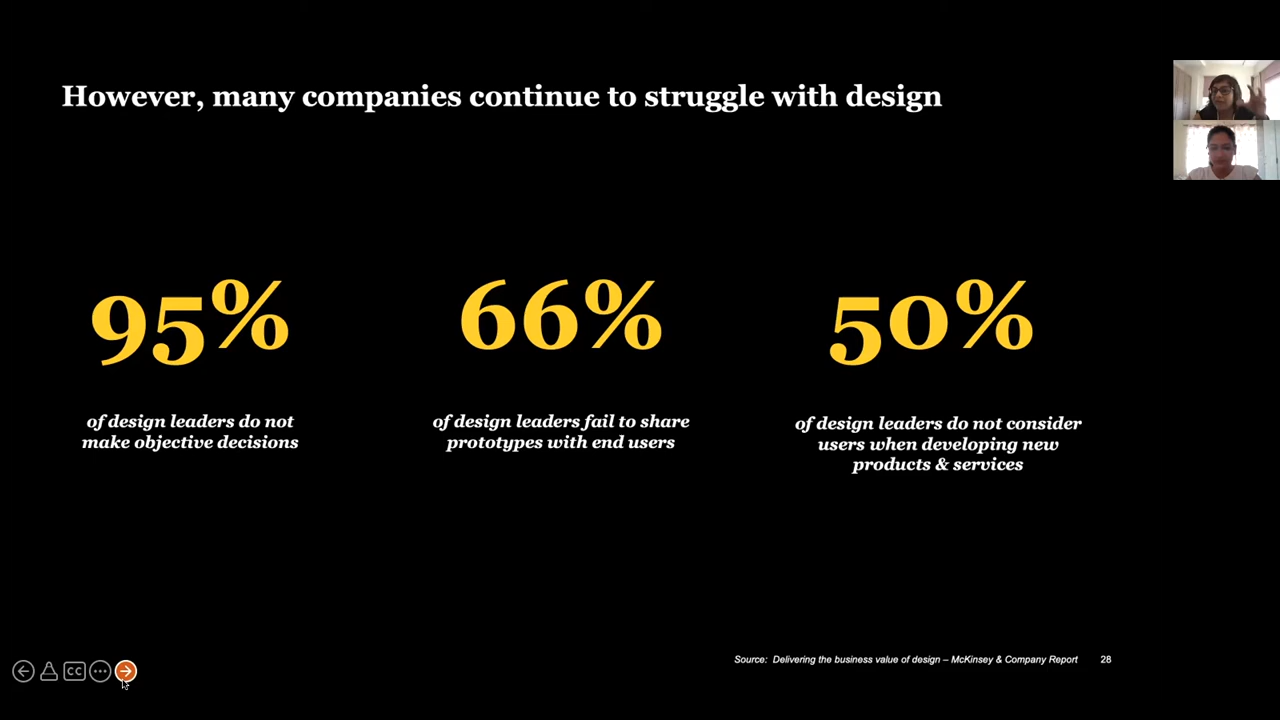 However, many companies continue to struggle with design
95%
of design leaders do not
make objective decisions
66%
of design leaders fail to share
prototypes with end users
50%
of design leaders do not consider
users when developing new
products & services
Source: Delivering the business value of design – McKinsey & Company Report
28
CC